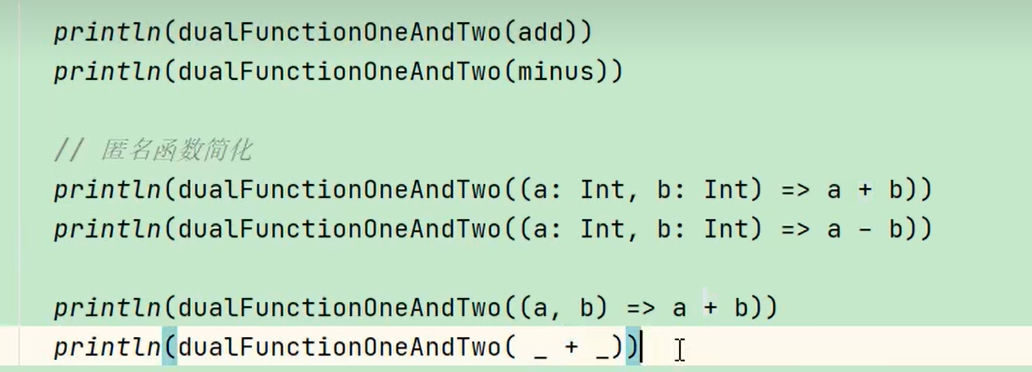 println(dualFunctionOneAndTwo(add))
println(dualFunctionOneAndTwo(minus))
// 匿名函数简化
println(dualFunctionOneAndTwo((a: Int, b: Int) => a + b))
println(dualFunctionOneAndTwo((a: Int, b: Int) => a - b))
println(dualFunctionOneAndTwo((a, b) => a + b))
println(dualFunctionOneAndTwo( _ + _))